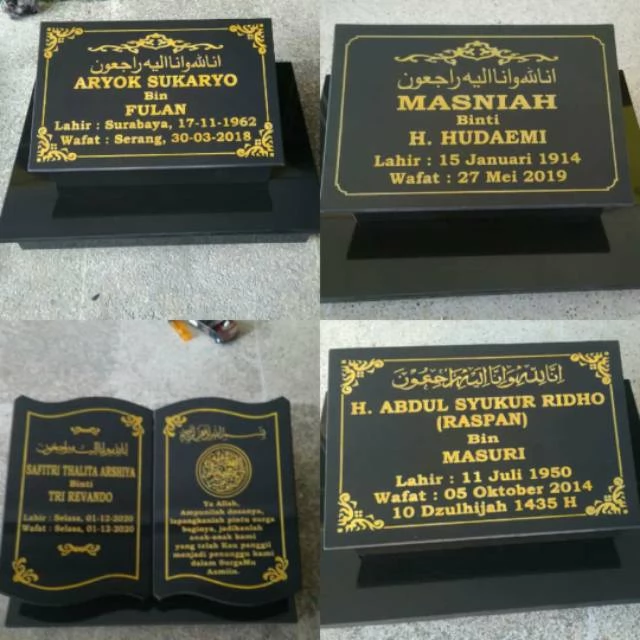 انا لله وانا اليه راجعون
ARYOK SUKARYO
Bin
FULAN
Lahir : Surabaya, 17-11-1962
Wafat : Serang, 30-03-2018
انا لله وانا اليه راجعون
MASNIAH
Binti
H. HUDAEMI
Lahir : 15 Januari 1914
Wafat : 27 Mei 2019
انا لله وانا اليه راجعون
SAFITRI THALITA ARSHIYA
Binti
TRI REVANDO
Lahir : Selasa, 01-12-2020
Wafat : Selasa, 01-12-2020
Ya Allah,
Ampunilah dosanya,
lapangkanlah pintu surga
baginya, jadikanlah
anak-anak kami
yang telah Kau panggil
menjadi penunggu kami
dalam SurgaMu
Aamiin.
اِنَّا لِلّٰهِ وَاِنَّا اِلَيْهِ رَاجِعُوْنَ
H. ABDUL SYUKUR RIDHO
(RASPAN)
Bin
MASURI
Lahir : 11 Juli 1950
Wafat : 05 Oktober 2014
10 Dzulhijah 1435 H